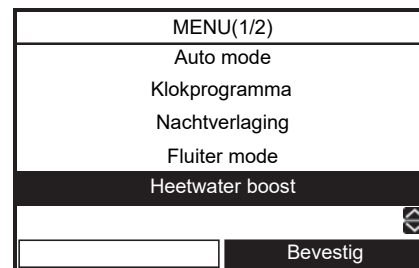 MENU(1/2)
Auto mode
Klokprogramma
Nachtverlaging
Fluiter mode
Heetwater boost
Bevestig